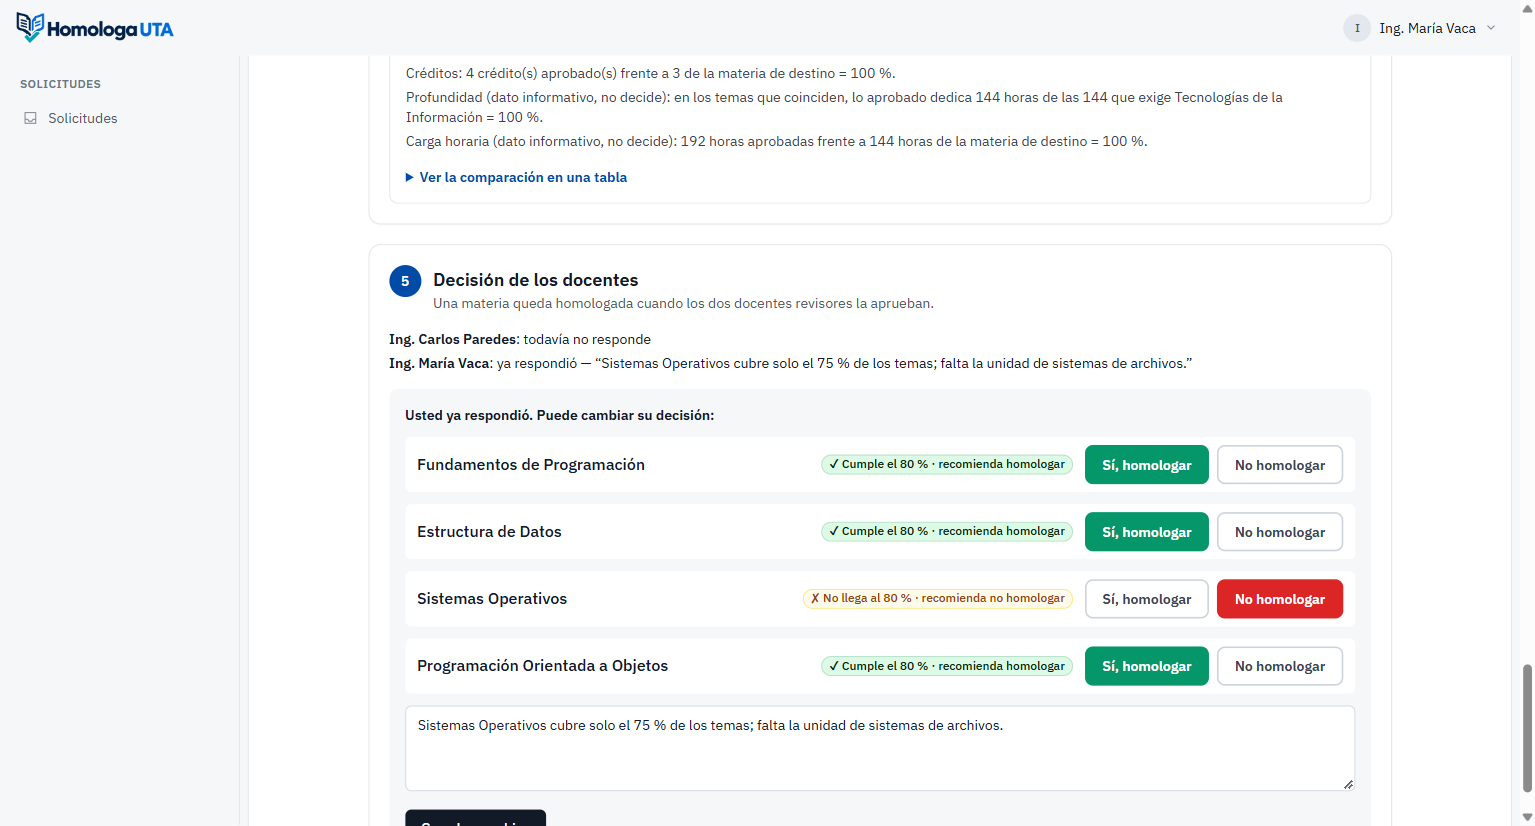 HomologaUTA
I
Ing. María Vaca
SOLICITUDES
Solicitudes
Créditos: 4 crédito(s) aprobado(s) frente a 3 de la materia de destino = 100 %.
Profundidad (dato informativo, no decide): en los temas que coinciden, lo aprobado dedica 144 horas de las 144 que exige Tecnologías de la
Información = 100 %.
Carga horaria (dato informativo, no decide): 192 horas aprobadas frente a 144 horas de la materia de destino = 100 %.
▶ Ver la comparación en una tabla
5
Decisión de los docentes
Una materia queda homologada cuando los dos docentes revisores la aprueban.
Ing. Carlos Paredes: todavía no responde
Ing. María Vaca: ya respondió — “Sistemas Operativos cubre solo el 75 % de los temas; falta la unidad de sistemas de archivos.”
Usted ya respondió. Puede cambiar su decisión:
Fundamentos de Programación ✓ Cumple el 80 % · recomienda homologar Sí, homologar No homologar
Estructura de Datos ✓ Cumple el 80 % · recomienda homologar Sí, homologar No homologar
Sistemas Operativos ✗ No llega al 80 % · recomienda no homologar Sí, homologar No homologar
Programación Orientada a Objetos ✓ Cumple el 80 % · recomienda homologar Sí, homologar No homologar
Sistemas Operativos cubre solo el 75 % de los temas; falta la unidad de sistemas de archivos.